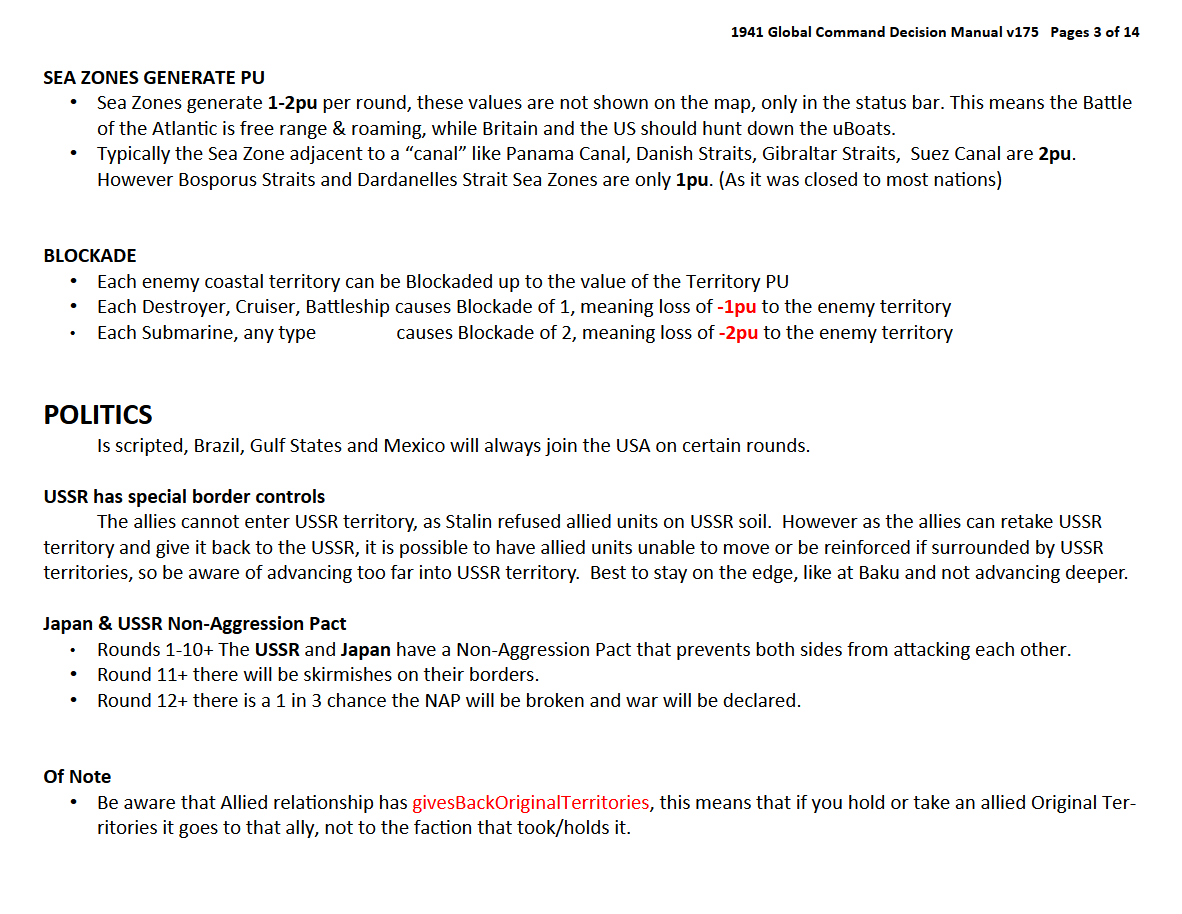 1941 Global Command Decision Manual v175   Pages 3 of 14
SEA ZONES GENERATE PU
• Sea Zones generate 1-2pu per round, these values are not shown on the map, only in the status bar. This means the Battle
of the Atlantic is free range & roaming, while Britain and the US should hunt down the uBoats.
• Typically the Sea Zone adjacent to a “canal” like Panama Canal, Danish Straits, Gibraltar Straits,  Suez Canal are 2pu.
However Bosporus Straits and Dardanelles Strait Sea Zones are only 1pu. (As it was closed to most nations)
BLOCKADE
• Each enemy coastal territory can be Blockaded up to the value of the Territory PU
• Each Destroyer, Cruiser, Battleship causes Blockade of 1, meaning loss of -1pu to the enemy territory
• Each Submarine, any type causes Blockade of 2, meaning loss of -2pu to the enemy territory
POLITICS
Is scripted, Brazil, Gulf States and Mexico will always join the USA on certain rounds.
USSR has special border controls
The allies cannot enter USSR territory, as Stalin refused allied units on USSR soil.  However as the allies can retake USSR
territory and give it back to the USSR, it is possible to have allied units unable to move or be reinforced if surrounded by USSR
territories, so be aware of advancing too far into USSR territory.  Best to stay on the edge, like at Baku and not advancing deeper.
Japan & USSR Non-Aggression Pact
• Rounds 1-10+ The USSR and Japan have a Non-Aggression Pact that prevents both sides from attacking each other.
• Round 11+ there will be skirmishes on their borders.
• Round 12+ there is a 1 in 3 chance the NAP will be broken and war will be declared.
Of Note
• Be aware that Allied relationship has givesBackOriginalTerritories, this means that if you hold or take an allied Original Ter-
ritories it goes to that ally, not to the faction that took/holds it.